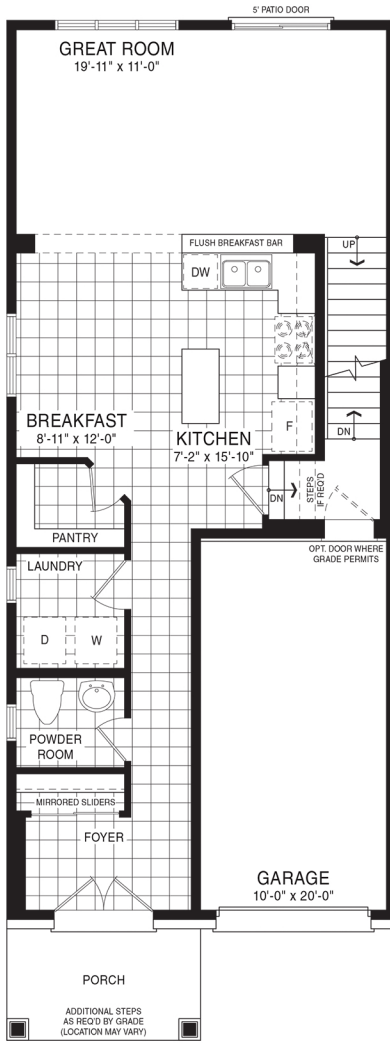 5' PATIO DOOR
GREAT ROOM
19'-11" x 11'-0"
FLUSH BREAKFAST BAR
UP
DW
BREAKFAST
8'-11" x 12'-0"
KITCHEN
7'-2" x 15'-10"
F
DN
DN
STEPS
IF REQ'D
PANTRY
OPT. DOOR WHERE
GRADE PERMITS
LAUNDRY
D
W
POWDER
ROOM
MIRRORED SLIDERS
FOYER
GARAGE
10'-0" x 20'-0"
PORCH
ADDITIONAL STEPS
AS REQ'D BY GRADE
(LOCATION MAY VARY)